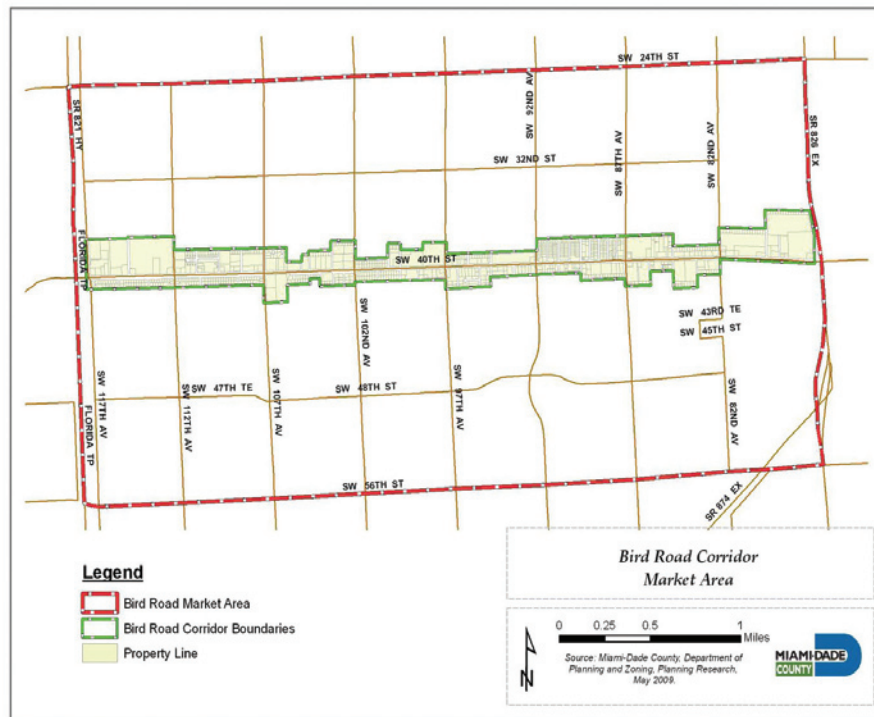 SW 24TH ST
SR 821 HY
SW 92ND AV
SW 87TH AV
SW 82ND AV
SR 826 EX
SW 32ND ST
FLORIDA TP
SW 40TH ST
SW 43RD TE
SW 45TH ST
SW 102ND AV
SW 117TH AV
SW 112TH AV
SW 47TH TE
SW 107TH AV
SW 48TH ST
SW 97TH AV
SW 82ND AV
FLORIDA TP
SW 56TH ST
SR 874 EX
Bird Road Corridor
Market Area
Legend
Bird Road Market Area
Bird Road Corridor Boundaries
Property Line
N
0 0.25 0.5 1
Miles
Source: Miami-Dade County, Department of
Planning and Zoning, Planning Research,
May 2009.
MIAMI-DADE
COUNTY